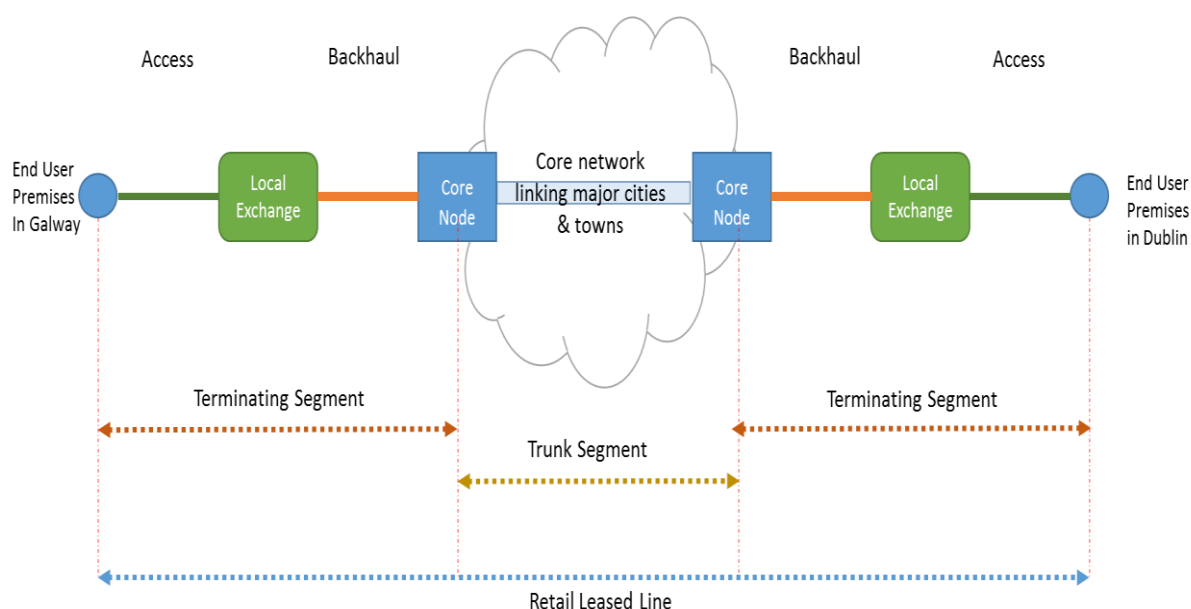 Access
Backhaul
Backhaul
Access
End User
Premises
In Galway
Local
Exchange
Core
Node
Core network
linking major cities
& towns
Core
Node
Local
Exchange
End User
Premises
in Dublin
Terminating Segment
Terminating Segment
Trunk Segment
Retail Leased Line